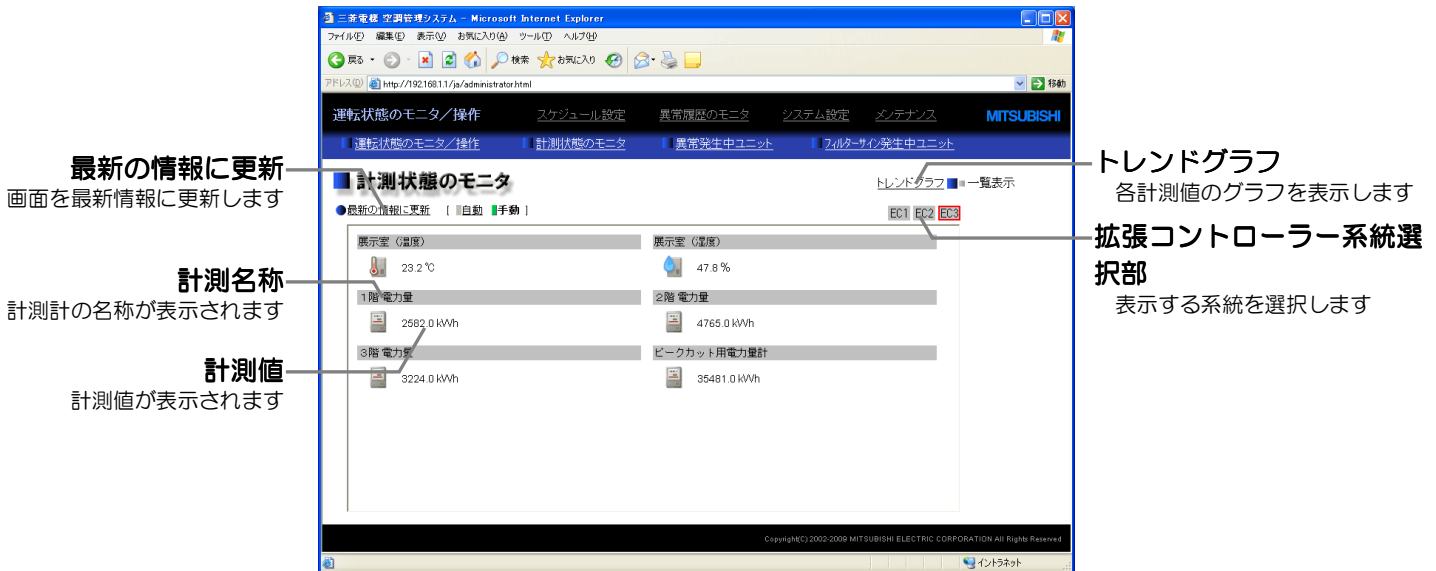 三菱電機 空調管理システム - Microsoft Internet Explorer
ファイル(F) 編集(E) 表示(V) お気に入り(A) ツール(T) ヘルプ(H)
戻る 検索 お気に入り
アドレス(D) http://192.168.1.1/ja/administrator.html 移動
運転状態のモニタ／操作 スケジュール設定 異常履歴のモニタ システム設定 メンテナンス MITSUBISHI
運転状態のモニタ／操作 計測状態のモニタ 異常発生中ユニット フィルターサイン発生中ユニット
計測状態のモニタ トレンドグラフ 一覧表示
最新の情報に更新 [ 自動 手動 ] EC1 EC2 EC3
展示室（温度） 展示室（湿度）
23.2 ℃ 47.8 %
1階 電力量 2階 電力量
2582.0 kWh 4765.0 kWh
3階 電力量 ピークカット用電力量計
3224.0 kWh 35481.0 kWh
Copyright(C) 2002-2009 MITSUBISHI ELECTRIC CORPORATION All Rights Reserved
イントラネット
最新の情報に更新
画面を最新情報に更新します
計測名称
計測計の名称が表示されます
計測値
計測値が表示されます
トレンドグラフ
各計測値のグラフを表示します
拡張コントローラー系統選
択部
表示する系統を選択します